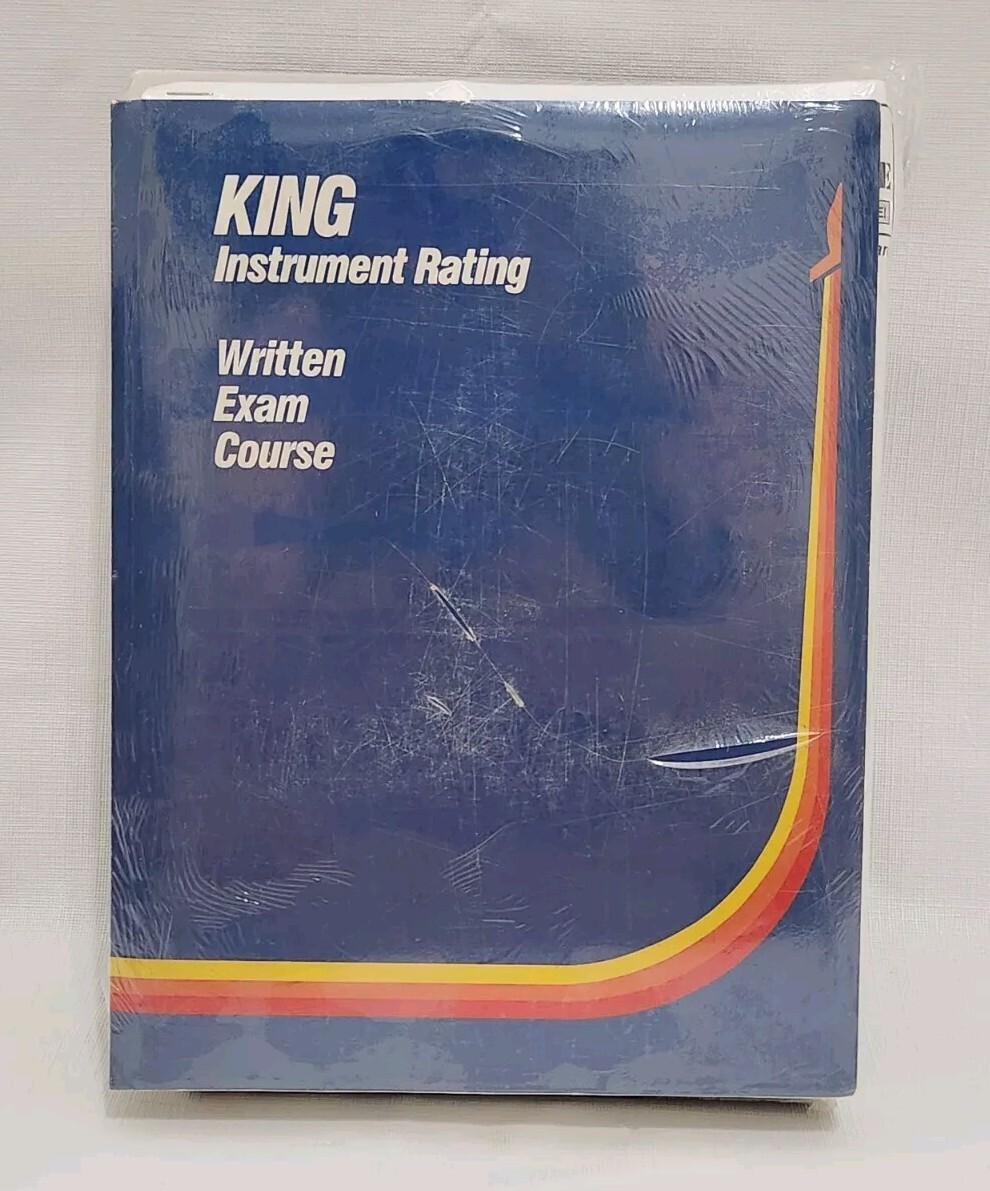 KING
Instrument Rating
Written
Exam
Course